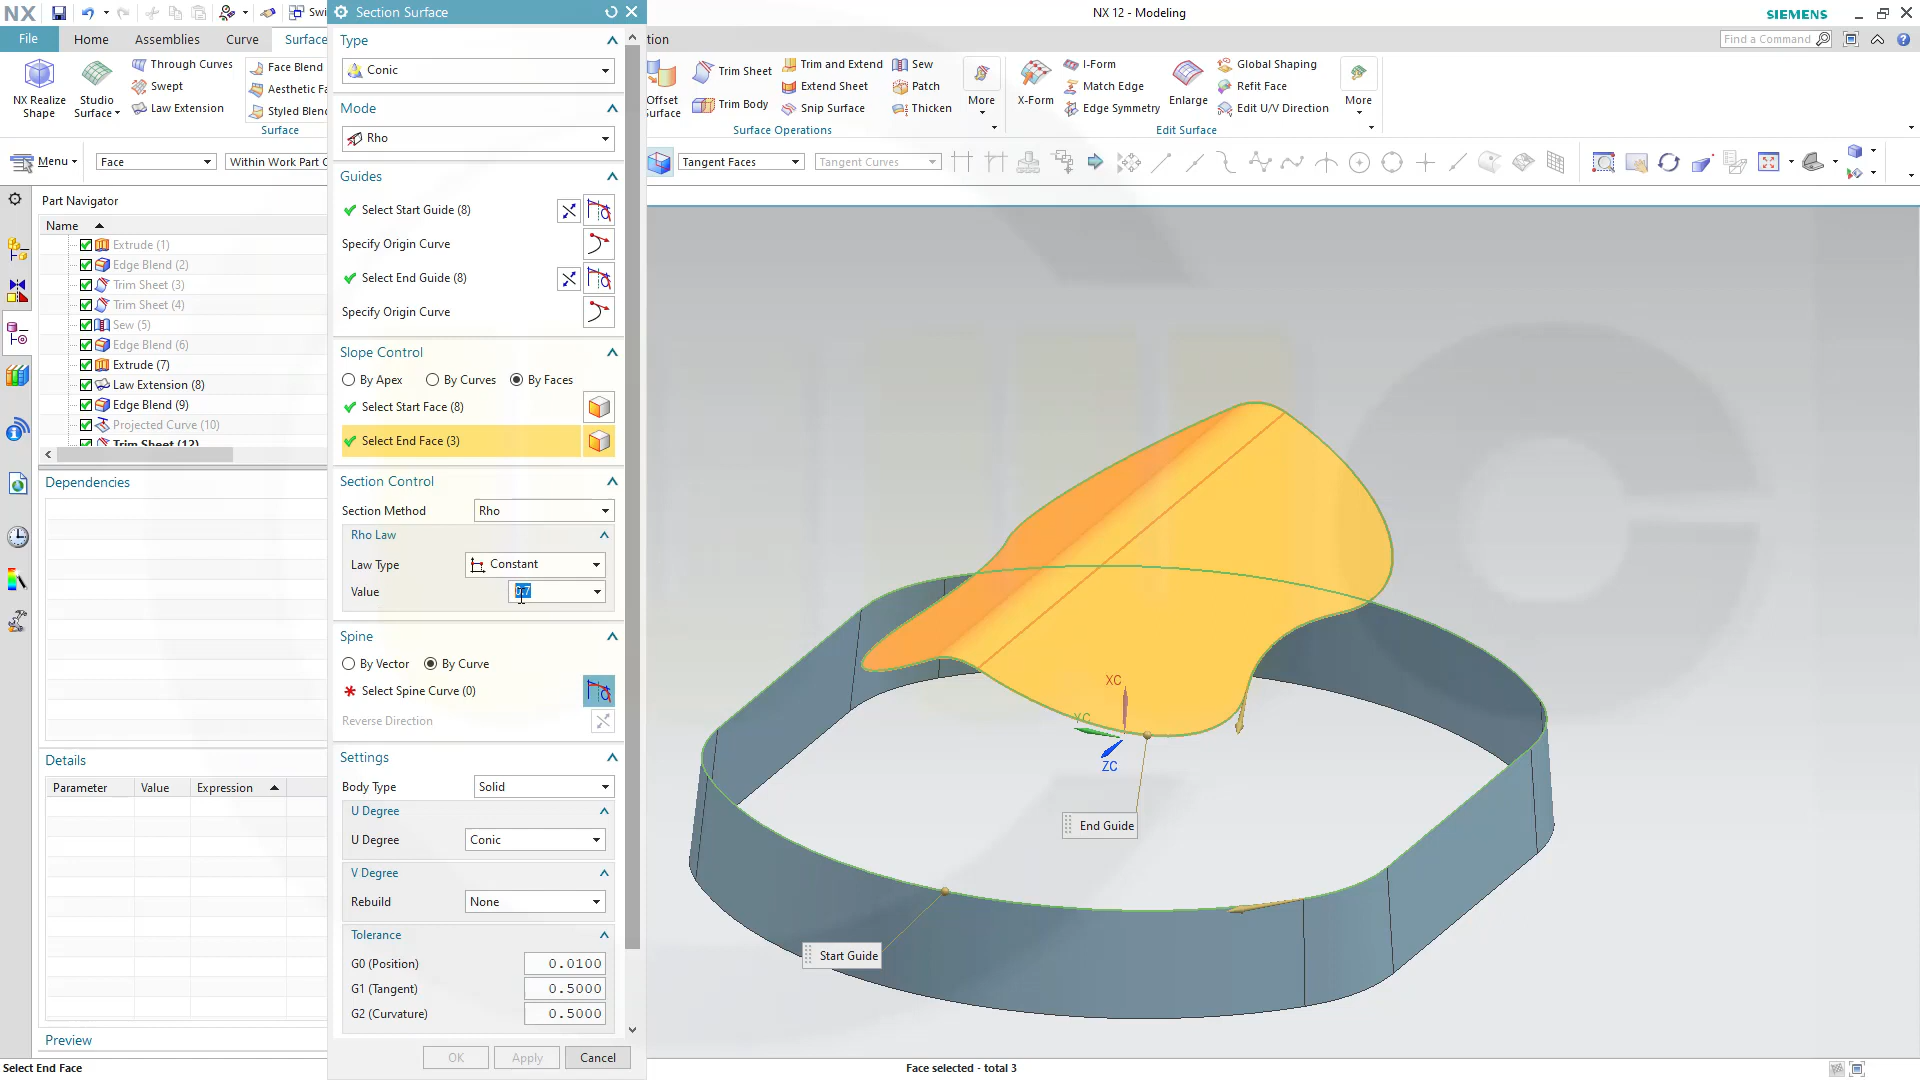 NX
Swi
Section Surface
NX 12 - Modeling
SIEMENS
File
Home
Assemblies
Curve
Surface
tion
Find a Command
NX Realize
Shape
Studio
Surface
Through Curves
Swept
Law Extension
Face Blend
Aesthetic Fa
Styled Blend
Surface
Offset
Surface
Trim Sheet
Trim Body
Trim and Extend
Extend Sheet
Snip Surface
Sew
Patch
Thicken
More
Surface Operations
X-Form
I-Form
Match Edge
Edge Symmetry
Enlarge
Global Shaping
Refit Face
Edit U/V Direction
More
Edit Surface
Menu
Face
Within Work Part O
Tangent Faces
Tangent Curves
Part Navigator
Name
Extrude (1)
Edge Blend (2)
Trim Sheet (3)
Trim Sheet (4)
Sew (5)
Edge Blend (6)
Extrude (7)
Law Extension (8)
Edge Blend (9)
Projected Curve (10)
Trim Sheet (12)
Dependencies
Details
Parameter
Value
Expression
Preview
Type
Conic
Mode
Rho
Guides
Select Start Guide (8)
Specify Origin Curve
Select End Guide (8)
Specify Origin Curve
Slope Control
By Apex
By Curves
By Faces
Select Start Face (8)
Select End Face (3)
Section Control
Section Method
Rho
Rho Law
Law Type
Constant
Value
0.7
Spine
By Vector
By Curve
Select Spine Curve (0)
Reverse Direction
Settings
Body Type
Solid
U Degree
U Degree
Conic
V Degree
Rebuild
None
Tolerance
G0 (Position)
0.0100
G1 (Tangent)
0.5000
G2 (Curvature)
0.5000
OK
Apply
Cancel
XC
YC
ZC
End Guide
Start Guide
Select End Face
Face selected - total 3